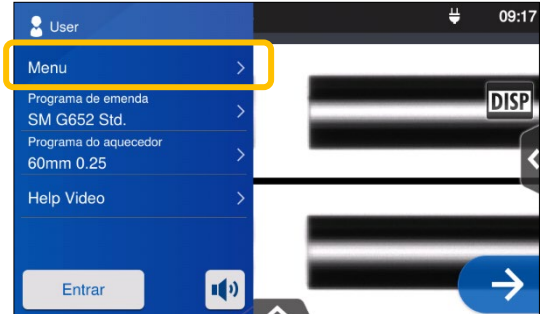 User
09:17
Menu
Programa de emenda
SM G652 Std.
Programa do aquecedor
60mm 0.25
Help Video
Entrar
DISP